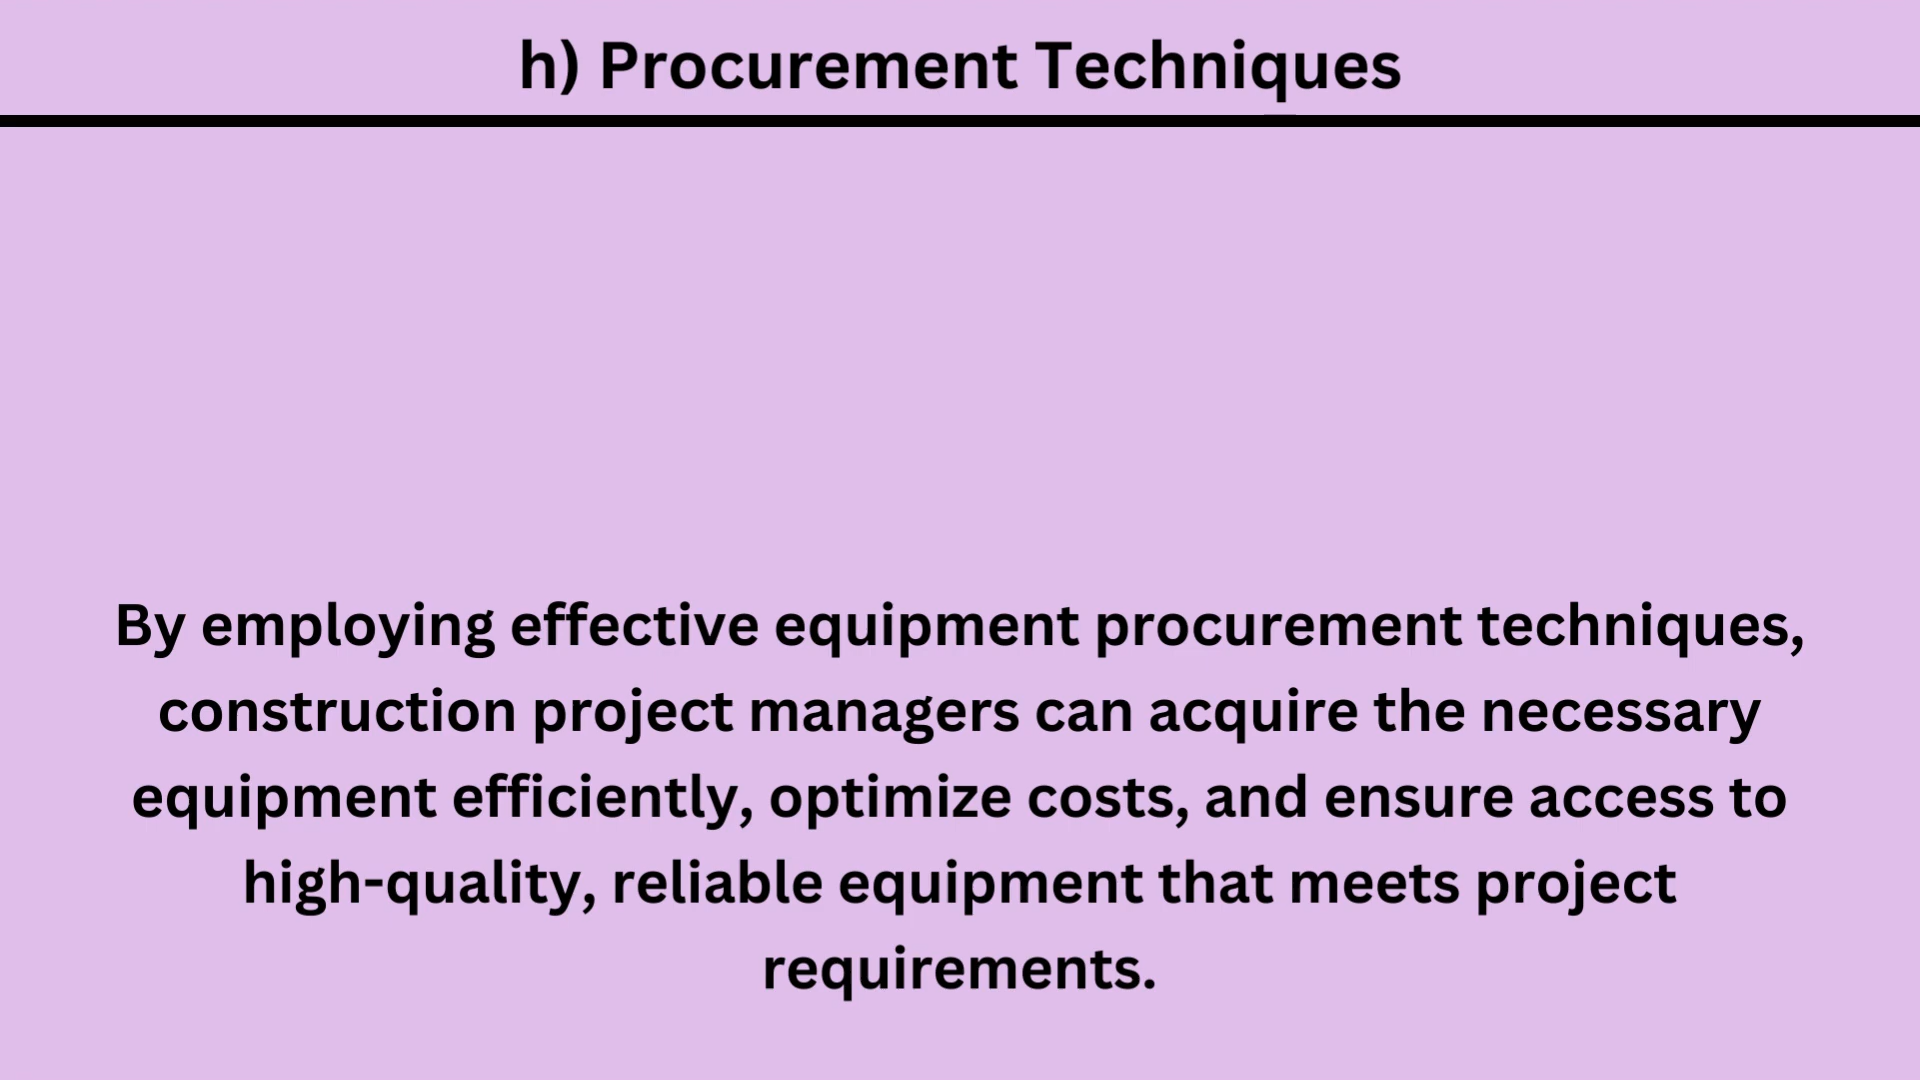 h) Procurement Techniques
By employing effective equipment procurement techniques,
construction project managers can acquire the necessary
equipment efficiently, optimize costs, and ensure access to
high-quality, reliable equipment that meets project
requirements.